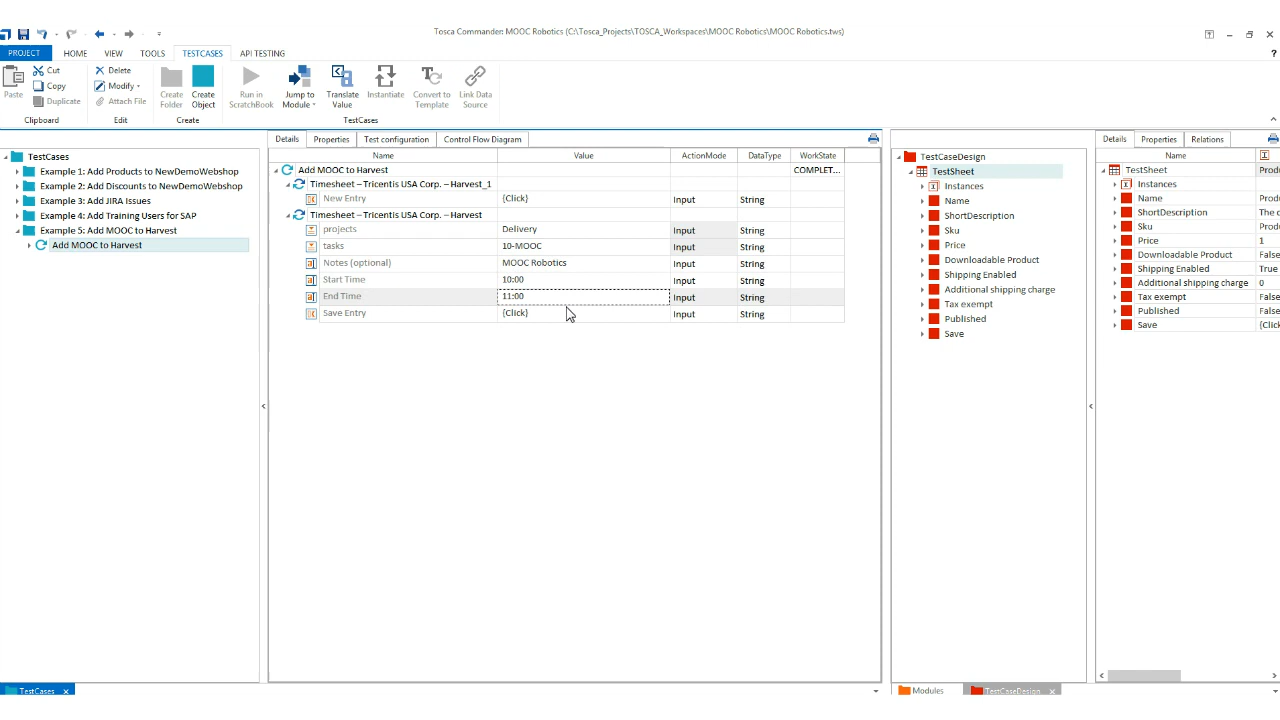 Tosca Commander: MOOC Robotics (C:\Tosca_Projects\TOSCA_Workspaces\MOOC Robotics\MOOC Robotics.tws)
PROJECT HOME VIEW TOOLS TESTCASES API TESTING
Paste
Cut
Copy
Duplicate
Clipboard
Delete
Modify
Attach File
Edit
Create Folder
Create Object
Create
Run in ScratchBook
Jump to Module
Translate Value
Instantiate
Convert to Template
Link Data Source
TestCases
TestCases
Example 1: Add Products to NewDemoWebshop
Example 2: Add Discounts to NewDemoWebshop
Example 3: Add JIRA Issues
Example 4: Add Training Users for SAP
Example 5: Add MOOC to Harvest
Add MOOC to Harvest
Details Properties Test configuration Control Flow Diagram
Name Value ActionMode DataType WorkState
Add MOOC to Harvest COMPLET...
Timesheet – Tricentis USA Corp. – Harvest_1
New Entry {Click} Input String
Timesheet – Tricentis USA Corp. – Harvest
projects Delivery Input String
tasks 10-MOOC Input String
Notes (optional) MOOC Robotics Input String
Start Time 10:00 Input String
End Time 11:00 Input String
Save Entry {Click} Input String
TestCaseDesign
TestSheet
Instances
Name
ShortDescription
Sku
Price
Downloadable Product
Shipping Enabled
Additional shipping charge
Tax exempt
Published
Save
Details Properties Relations
Name
TestSheet Produ
Instances
Name Produ
ShortDescription The c
Sku Produ
Price 1
Downloadable Product False
Shipping Enabled True
Additional shipping charge 0
Tax exempt False
Published False
Save {Click
TestCases
Modules TestCaseDesign